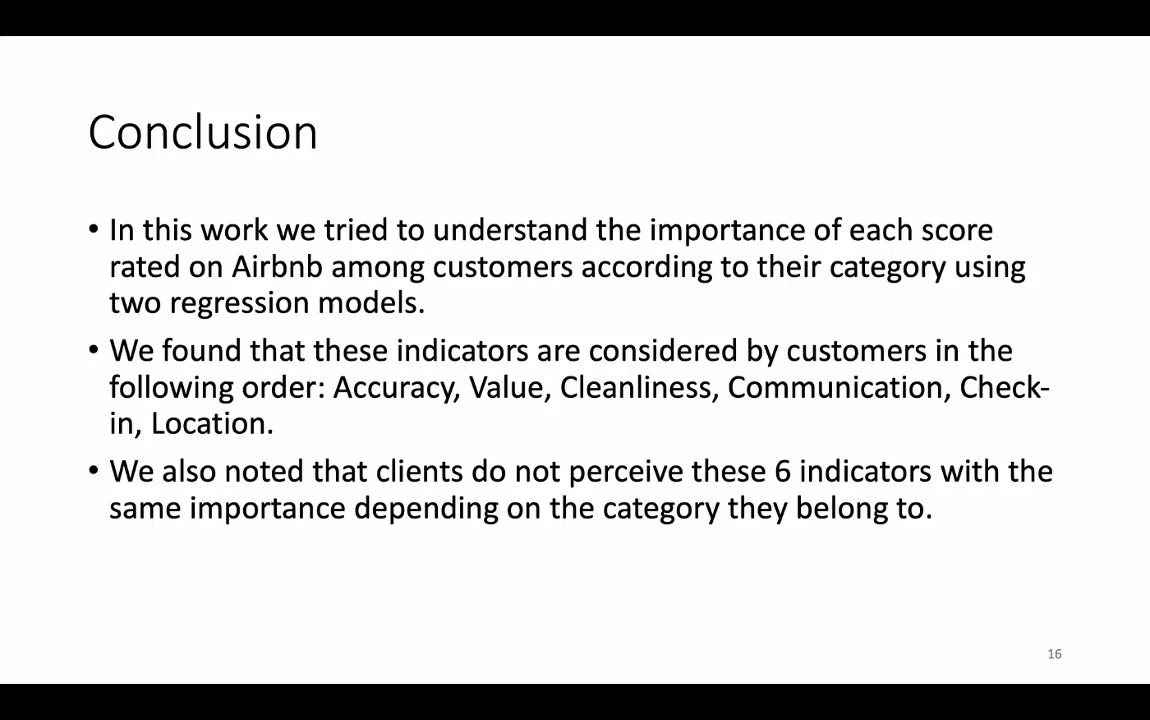 Conclusion
• In this work we tried to understand the importance of each score
rated on Airbnb among customers according to their category using
two regression models.
• We found that these indicators are considered by customers in the
following order: Accuracy, Value, Cleanliness, Communication, Check-
in, Location.
• We also noted that clients do not perceive these 6 indicators with the
same importance depending on the category they belong to.
16